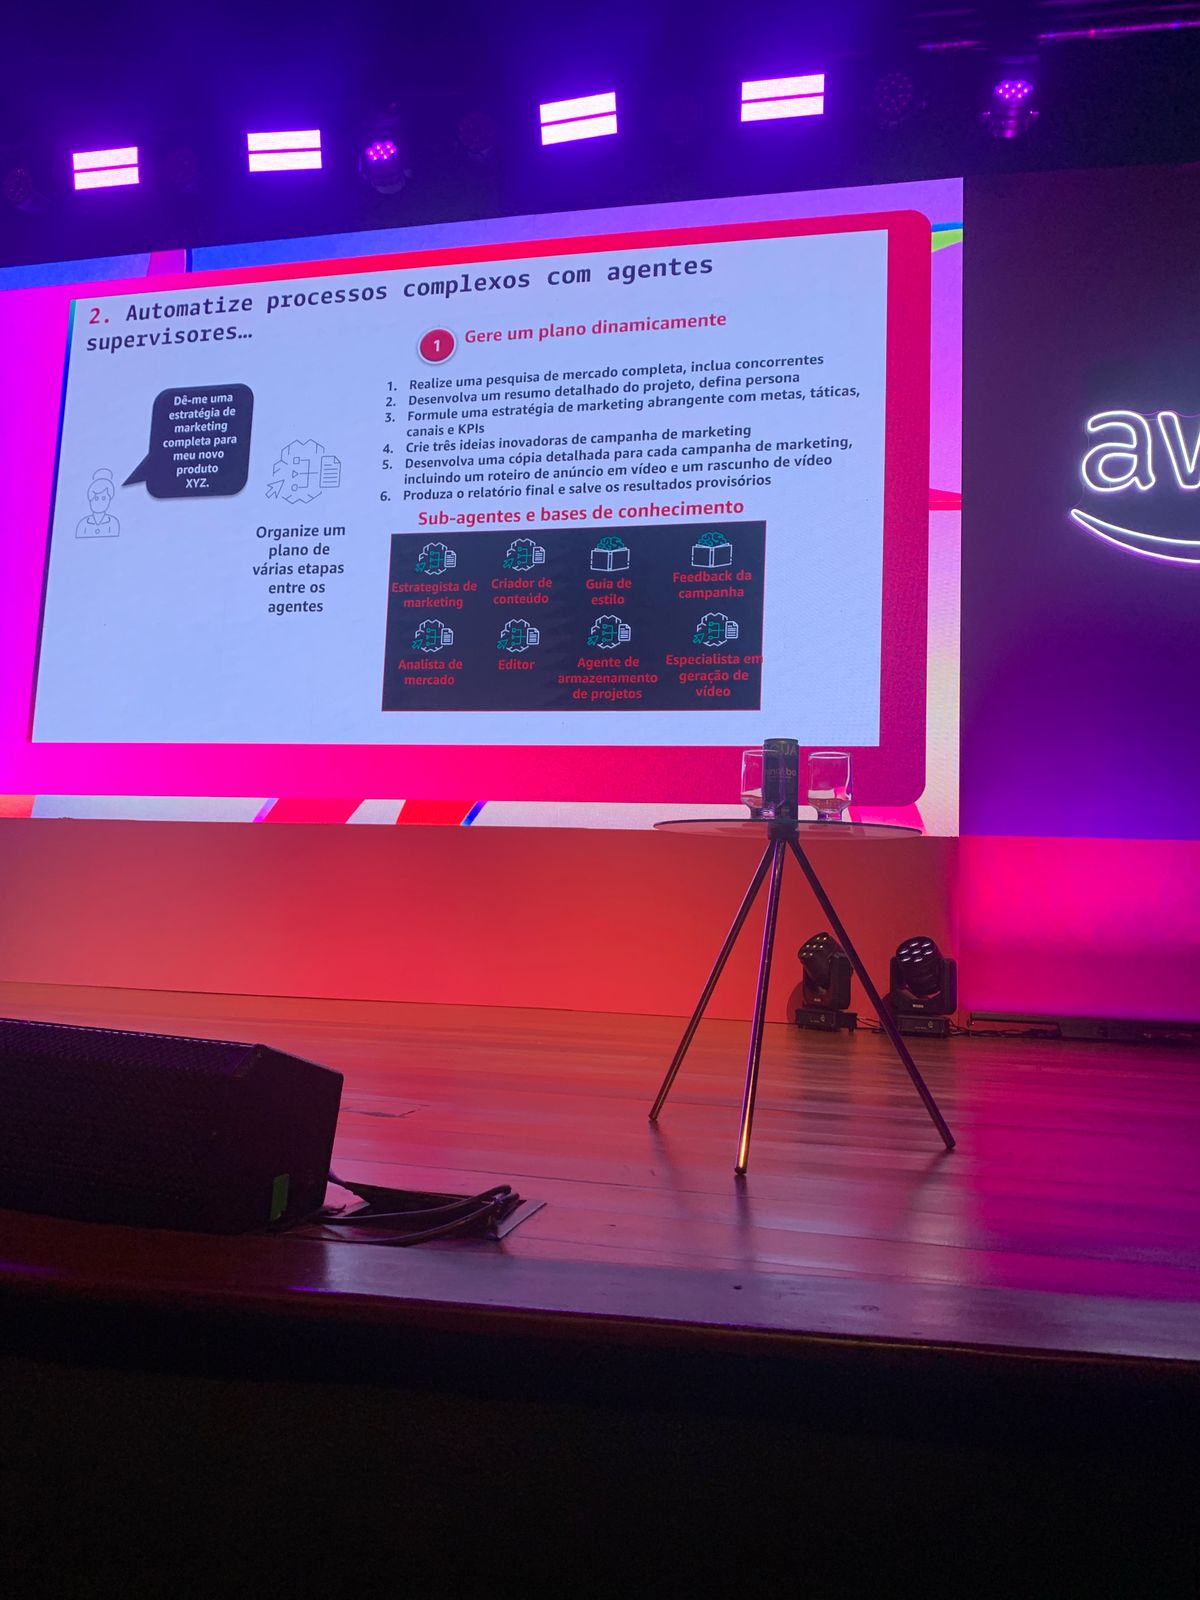 2. Automatize processos complexos com agentes
supervisores...
1
Gere um plano dinamicamente
Dê-me uma
estratégia de
marketing
completa para
meu novo
produto
XYZ.
Organize um
plano de
várias etapas
entre os
agentes
1. Realize uma pesquisa de mercado completa, inclua concorrentes
2. Desenvolva um resumo detalhado do projeto, defina persona
3. Formule uma estratégia de marketing abrangente com metas, táticas,
canais e KPIs
4. Crie três ideias inovadoras de campanha de marketing
5. Desenvolva uma cópia detalhada para cada campanha de marketing,
incluindo um roteiro de anúncio em vídeo e um rascunho de vídeo
6. Produza o relatório final e salve os resultados provisórios
Sub-agentes e bases de conhecimento
Estrategista de
marketing
Criador de
conteúdo
Guia de
estilo
Feedback da
campanha
Analista de
mercado
Editor
Agente de
armazenamento
de projetos
Especialista em
geração de
vídeo
aw